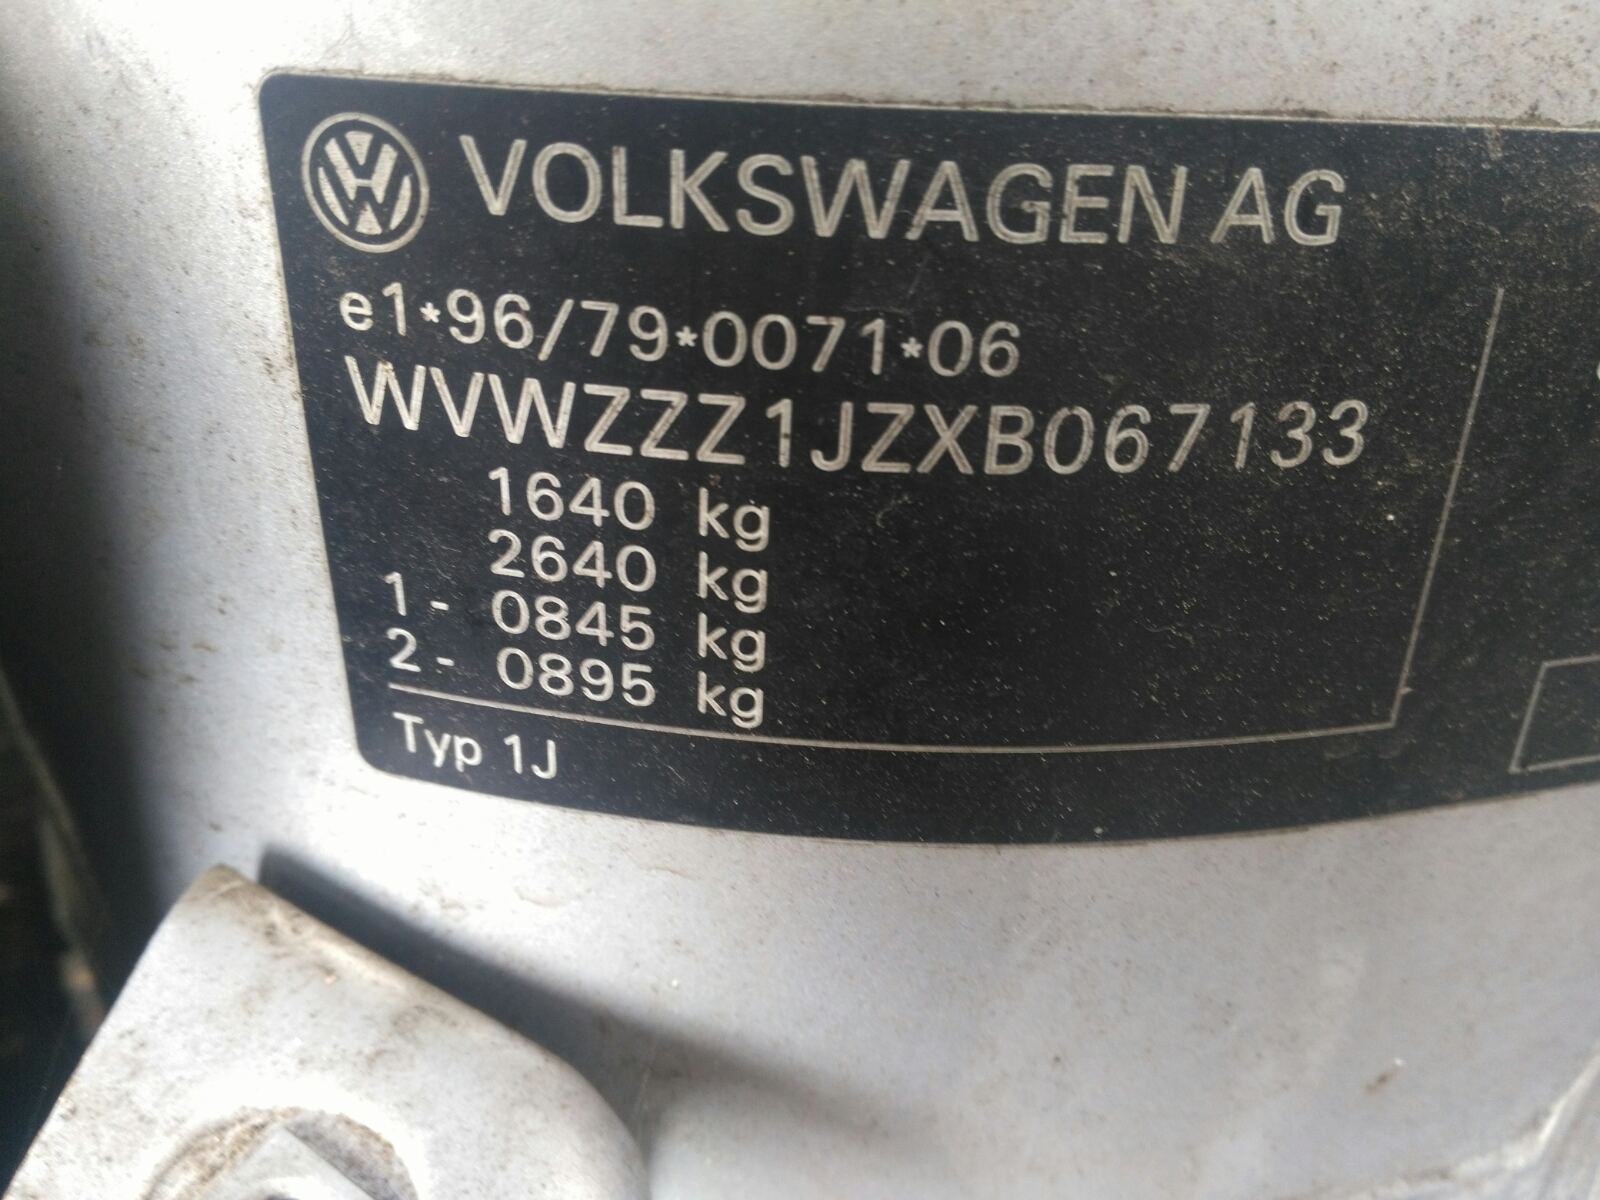 VOLKSWAGEN AG
e1*96/79*0071*06
WVWZZZ1JZXB067133
1640 kg
2640 kg
1- 0845 kg
2- 0895 kg
Typ 1J